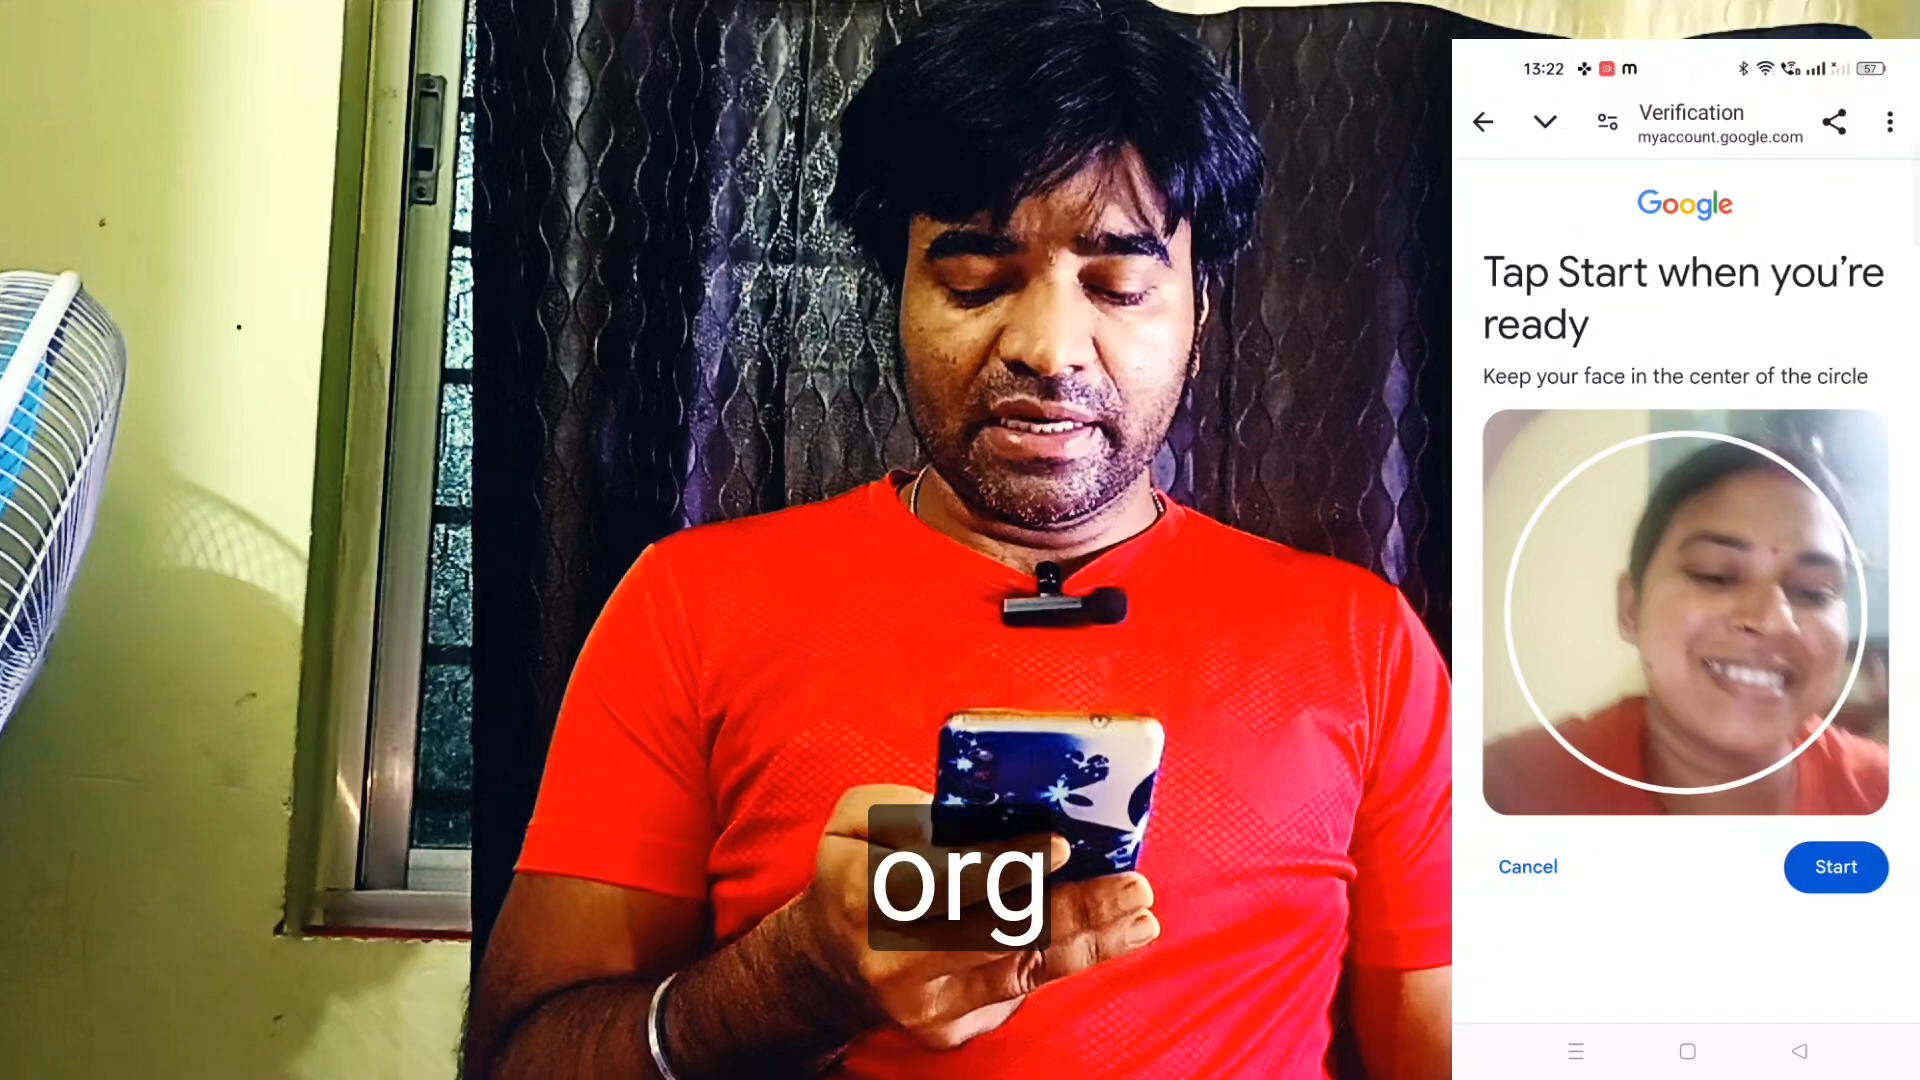 13:22
57
Verification
myaccount.google.com
Google
Tap Start when you’re
ready
Keep your face in the center of the circle
Cancel
Start
org